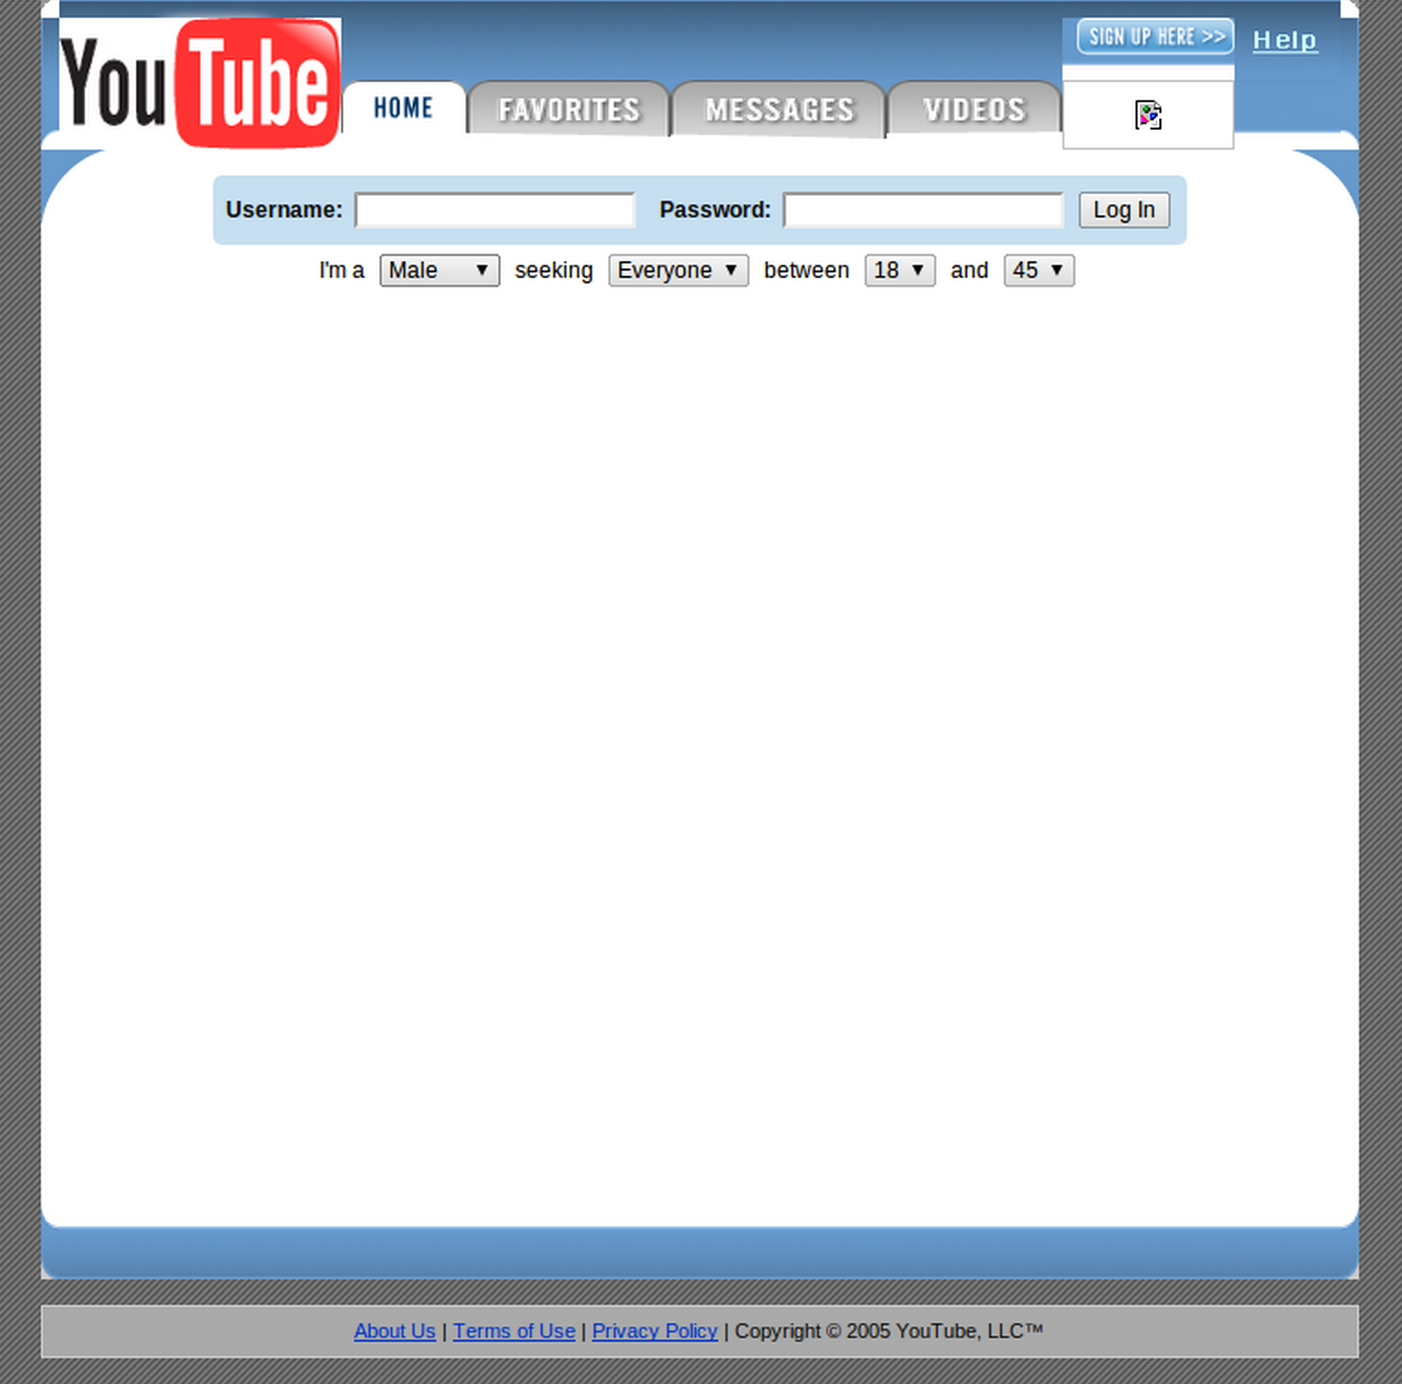 YouTube
SIGN UP HERE >> Help
HOME FAVORITES MESSAGES VIDEOS
Username: Password: Log In
I'm a Male ▼ seeking Everyone ▼ between 18 ▼ and 45 ▼
About Us | Terms of Use | Privacy Policy | Copyright © 2005 YouTube, LLC™